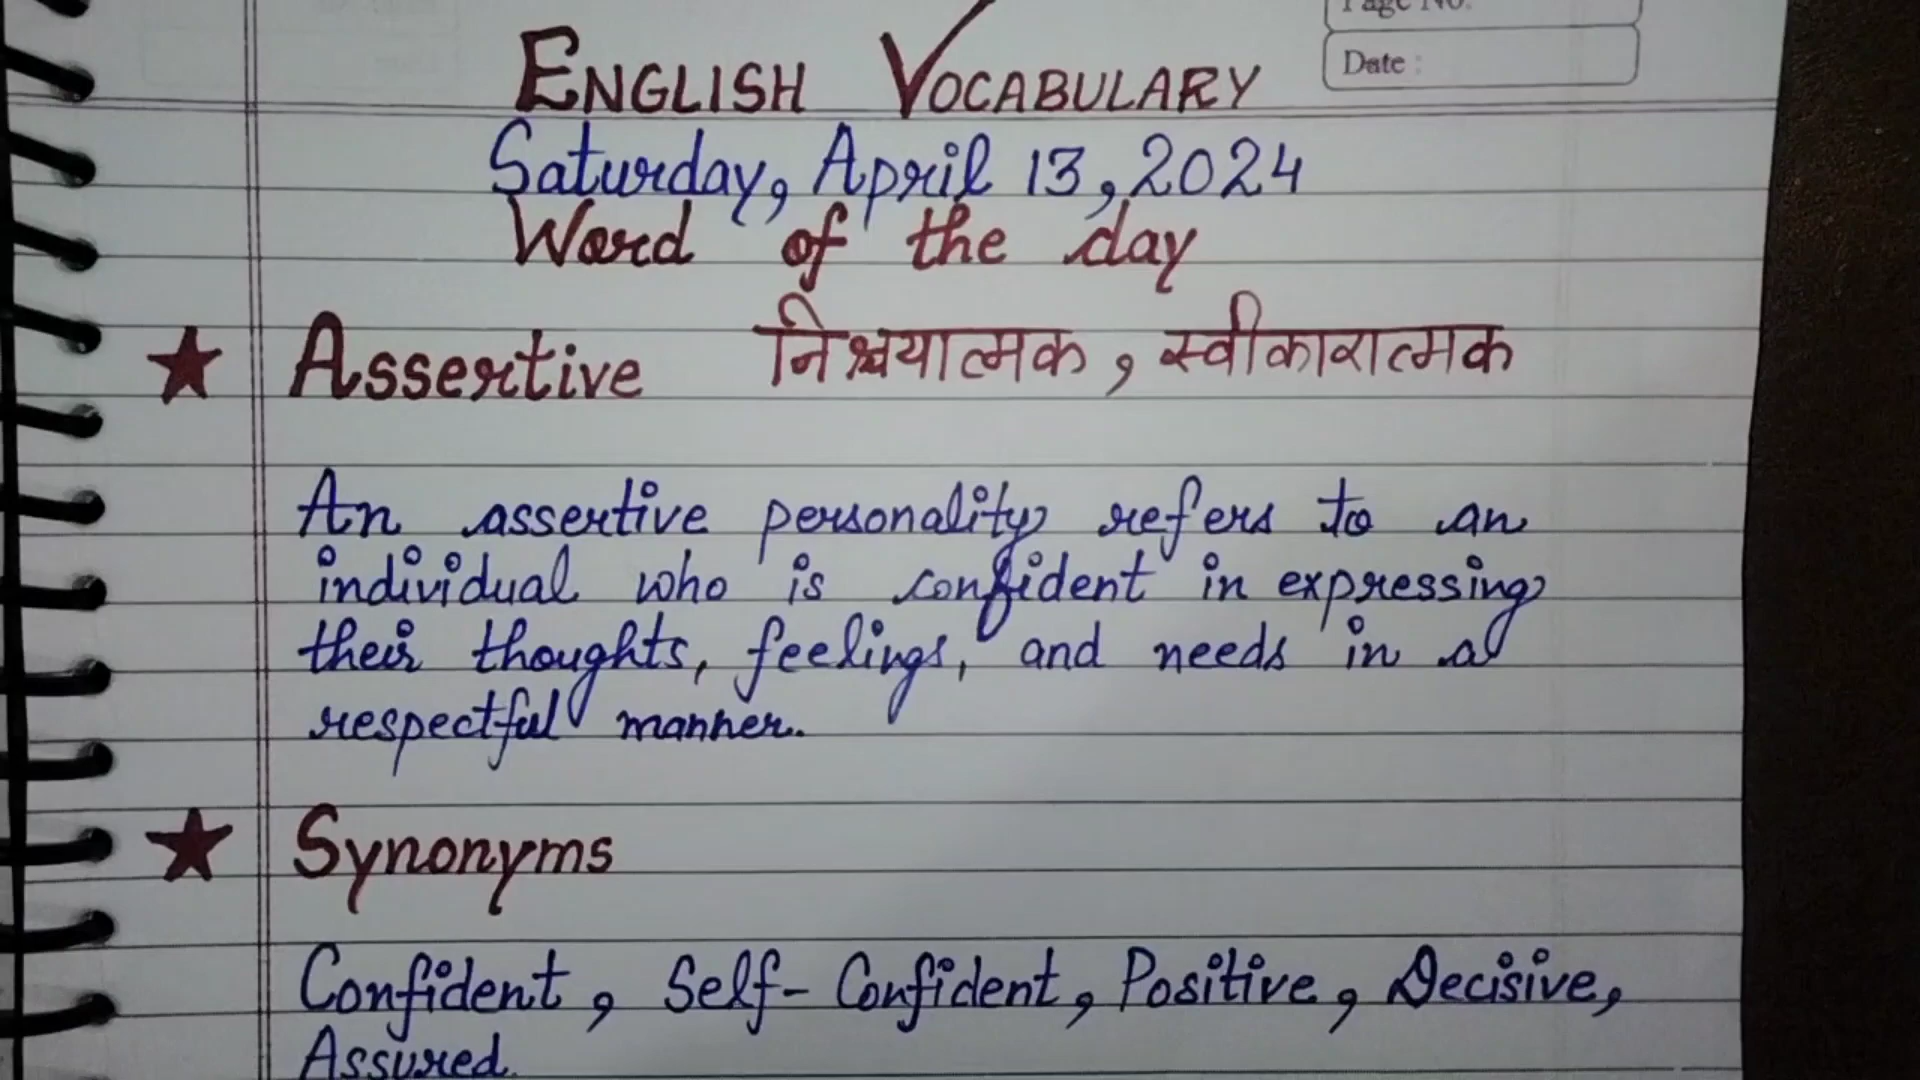 Page No.
Date :
ENGLISH VOCABULARY
Saturday, April 13, 2024
Word of the day
★ Assertive निश्चयात्मक, स्वीकारात्मक
An assertive personality refers to an
individual who is confident in expressing
their thoughts, feelings, and needs in a
respectful manner.
★ Synonyms
Confident, Self-Confident, Positive, Decisive,
Assured.